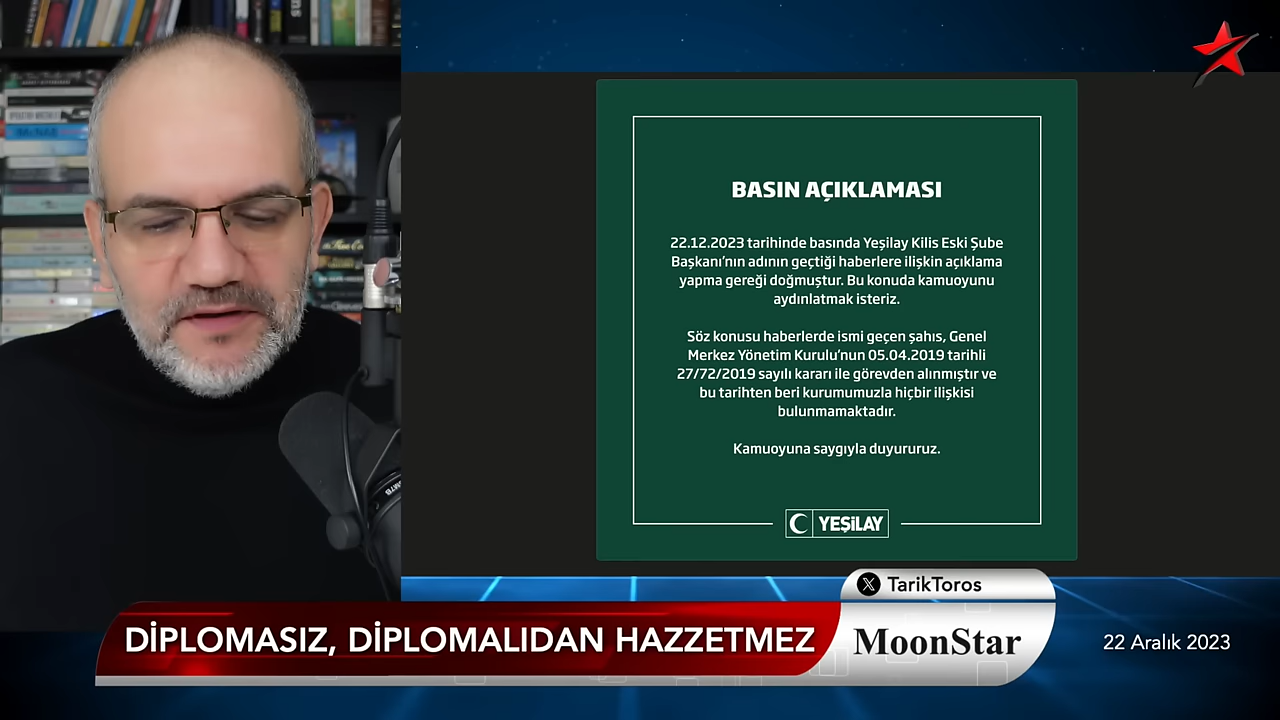 BASIN AÇIKLAMASI
22.12.2023 tarihinde basında Yeşilay Kilis Eski Şube
Başkanı'nın adının geçtiği haberlere ilişkin açıklama
yapma gereği doğmuştur. Bu konuda kamuoyunu
aydınlatmak isteriz.
Söz konusu haberlerde ismi geçen şahıs, Genel
Merkez Yönetim Kurulu'nun 05.04.2019 tarihli
27/72/2019 sayılı kararı ile görevden alınmıştır ve
bu tarihten beri kurumumuzla hiçbir ilişkisi
bulunmamaktadır.
Kamuoyuna saygıyla duyururuz.
YEŞİLAY
TarikToros
DİPLOMASIZ, DİPLOMALIDAN HAZZETMEZ
MoonStar
22 Aralık 2023